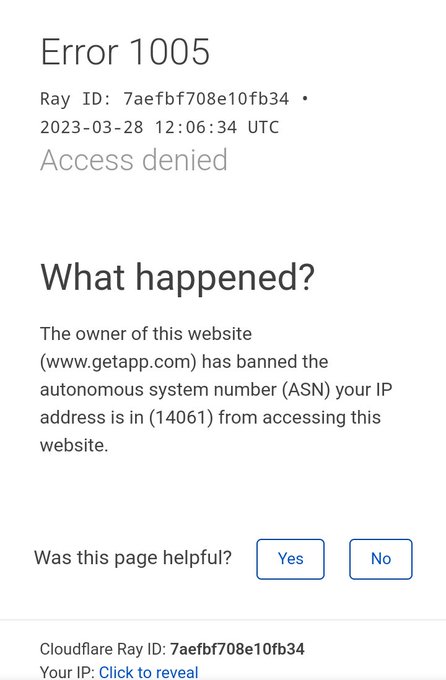 Error 1005
Ray ID: 7aefbf708e10fb34 •
2023-03-28 12:06:34 UTC
Access denied
What happened?
The owner of this website
(www.getapp.com) has banned the
autonomous system number (ASN) your IP
address is in (14061) from accessing this
website.
Was this page helpful? Yes No
Cloudflare Ray ID: 7aefbf708e10fb34
Your IP: Click to reveal